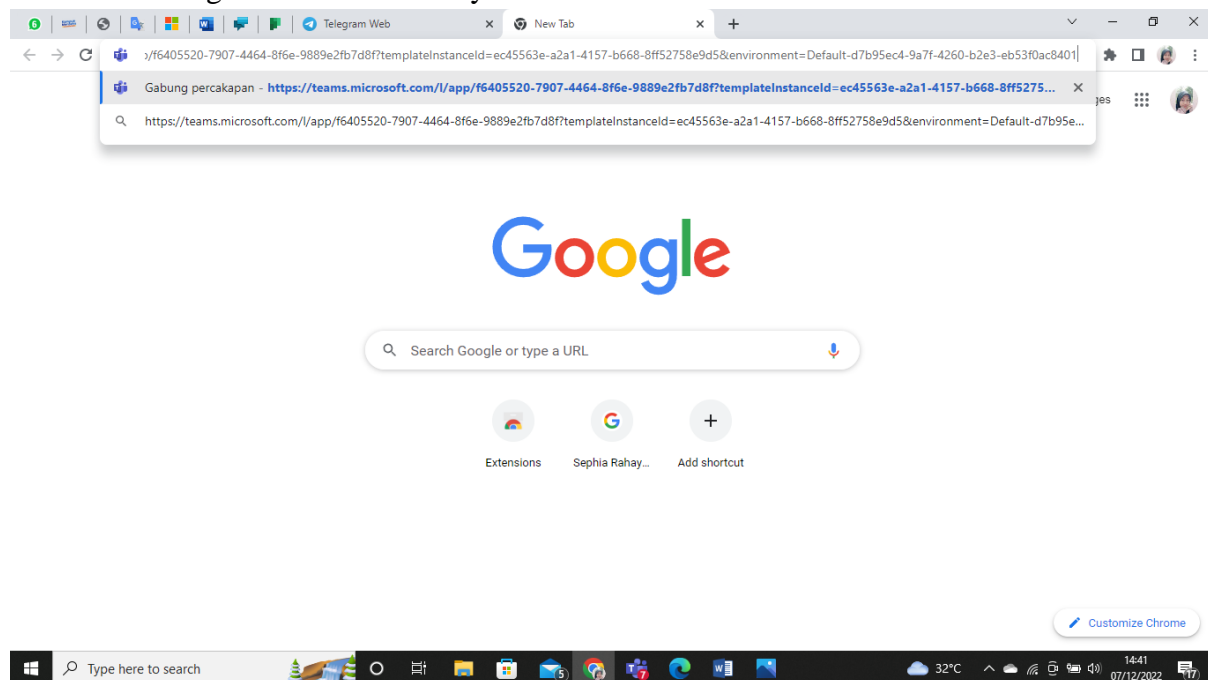 Telegram Web
New Tab
›/f6405520-7907-4464-8f6e-9889e2fb7d8f?templateInstanceId=ec45563e-a2a1-4157-b668-8ff52758e9d5&environment=Default-d7b95ec4-9a7f-4260-b2e3-eb53f0ac8401
Gabung percakapan - https://teams.microsoft.com/l/app/f6405520-7907-4464-8f6e-9889e2fb7d8f?templateInstanceId=ec45563e-a2a1-4157-b668-8ff5275...
https://teams.microsoft.com/l/app/f6405520-7907-4464-8f6e-9889e2fb7d8f?templateInstanceId=ec45563e-a2a1-4157-b668-8ff52758e9d5&environment=Default-d7b95e...
Google
Search Google or type a URL
Extensions
Sephia Rahay...
Add shortcut
Customize Chrome
Type here to search
32°C
14:41
07/12/2022